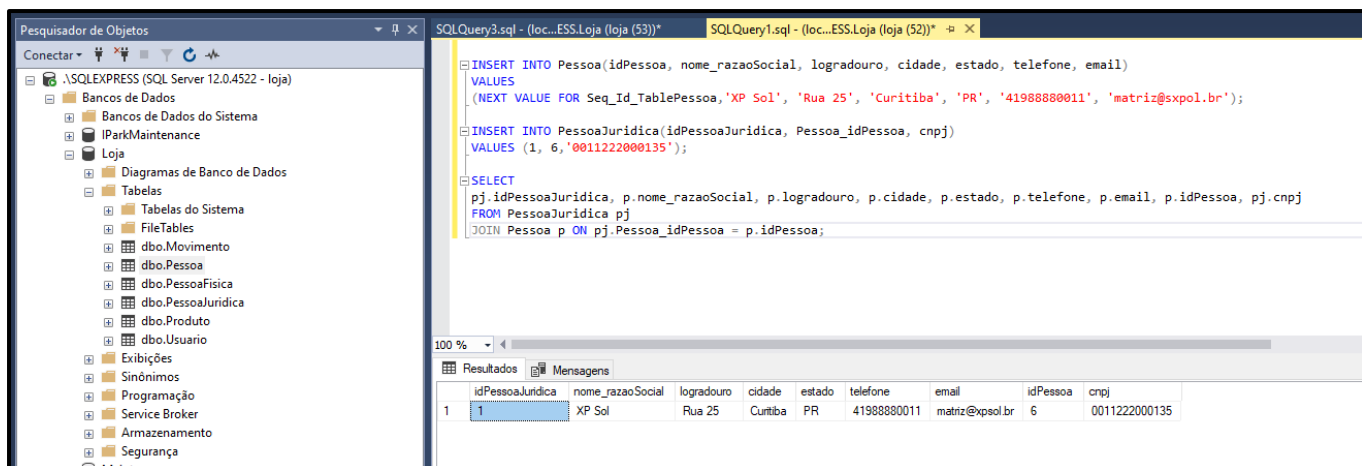 Pesquisador de Objetos
SQLQuery3.sql - (loc...ESS.Loja (loja (53))*
SQLQuery1.sql - (loc...ESS.Loja (loja (52))*
Conectar
.\SQLEXPRESS (SQL Server 12.0.4522 - loja)
Bancos de Dados
Bancos de Dados do Sistema
IParkMaintenance
Loja
Diagramas de Banco de Dados
Tabelas
Tabelas do Sistema
FileTables
dbo.Movimento
dbo.Pessoa
dbo.PessoaFisica
dbo.PessoaJuridica
dbo.Produto
dbo.Usuario
Exibições
Sinônimos
Programação
Service Broker
Armazenamento
Segurança
INSERT INTO Pessoa(idPessoa, nome_razaoSocial, logradouro, cidade, estado, telefone, email)
VALUES
(NEXT VALUE FOR Seq_Id_TablePessoa,'XP Sol', 'Rua 25', 'Curitiba', 'PR', '41988880011', 'matriz@sxpol.br');
INSERT INTO PessoaJuridica(idPessoaJuridica, Pessoa_idPessoa, cnpj)
VALUES (1, 6,'0011222000135');
SELECT
pj.idPessoaJuridica, p.nome_razaoSocial, p.logradouro, p.cidade, p.estado, p.telefone, p.email, p.idPessoa, pj.cnpj
FROM PessoaJuridica pj
JOIN Pessoa p ON pj.Pessoa_idPessoa = p.idPessoa;
100 %
Resultados Mensagens
idPessoaJuridica nome_razaoSocial logradouro cidade estado telefone email idPessoa cnpj
1 1 XP Sol Rua 25 Curitiba PR 41988880011 matriz@xpsol.br 6 0011222000135